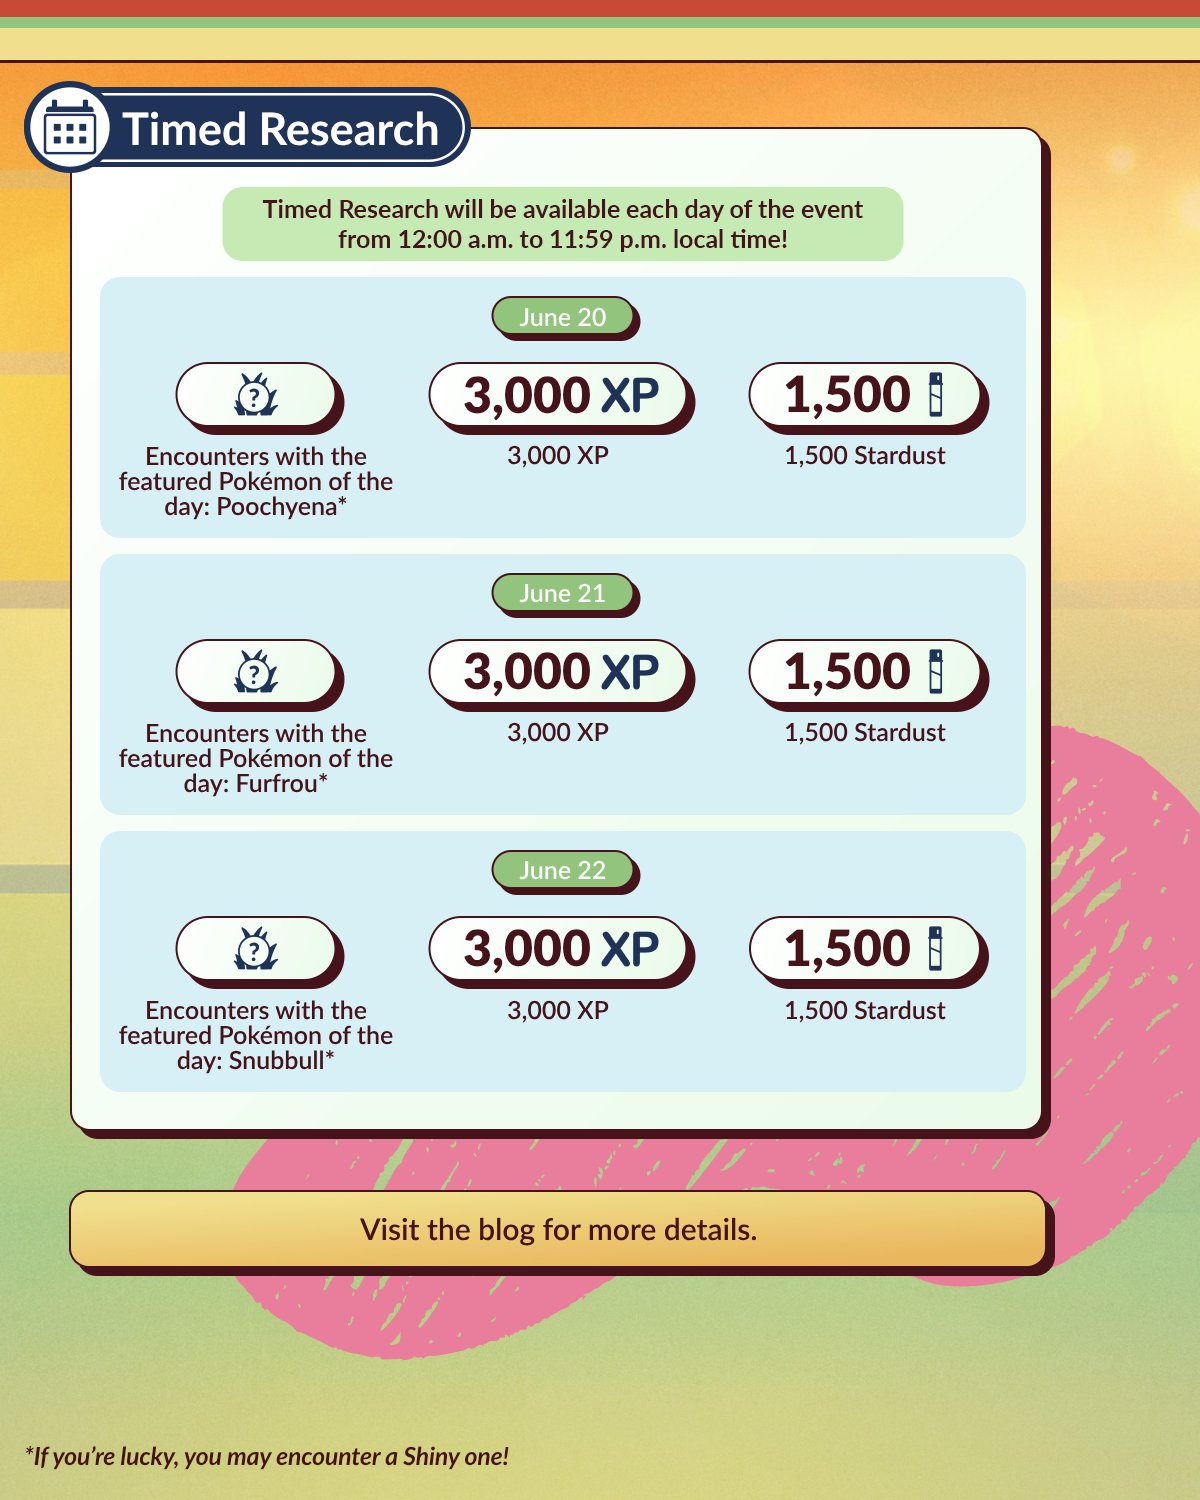 Timed Research
Timed Research will be available each day of the event
from 12:00 a.m. to 11:59 p.m. local time!
June 20
?
3,000 XP
1,500
Encounters with the
featured Pokémon of the
day: Poochyena*
3,000 XP
1,500 Stardust
June 21
?
3,000 XP
1,500
Encounters with the
featured Pokémon of the
day: Furfrou*
3,000 XP
1,500 Stardust
June 22
?
3,000 XP
1,500
Encounters with the
featured Pokémon of the
day: Snubbull*
3,000 XP
1,500 Stardust
Visit the blog for more details.
*If you’re lucky, you may encounter a Shiny one!